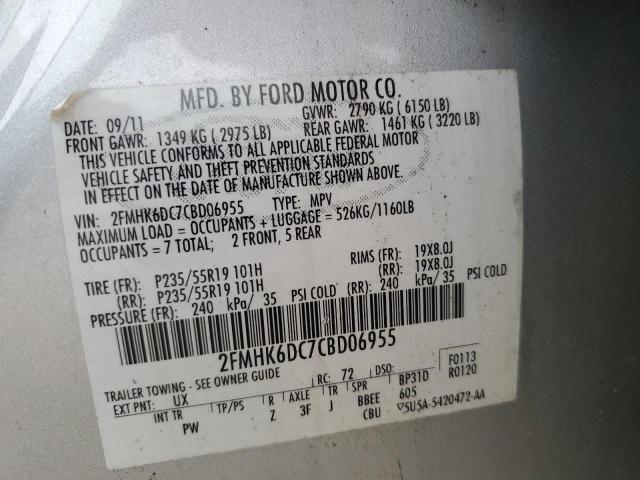 MFD. BY FORD MOTOR CO.
DATE: 09/11 GVWR: 2790 KG (6150 LB)
FRONT GAWR: 1349 KG (2975 LB) REAR GAWR: 1461 KG (3220 LB)
THIS VEHICLE CONFORMS TO ALL APPLICABLE FEDERAL MOTOR
VEHICLE SAFETY AND THEFT PREVENTION STANDARDS
IN EFFECT ON THE DATE OF MANUFACTURE SHOWN ABOVE.
VIN: 2FMHK6DC7CBD06955 TYPE: MPV
MAXIMUM LOAD = OCCUPANTS + LUGGAGE = 526KG/1160LB
OCCUPANTS = 7 TOTAL; 2 FRONT, 5 REAR
TIRE (FR): P235/55R19 101H RIMS (FR): 19X8.0J
(RR): P235/55R19 101H (RR): 19X8.0J
PRESSURE (FR): 240 kPa/ 35 PSI COLD (RR): 240 kPa/ 35 PSI COLD
2FMHK6DC7CBD06955
TRAILER TOWING - SEE OWNER GUIDE RC: 72 DSO: F0113
EXT PNT: UX BP31D R0120
INT TR TP/PS R AXLE TR SPR 605
PW Z 3F J BBEE CBU ▽5U5A-5420472-AA